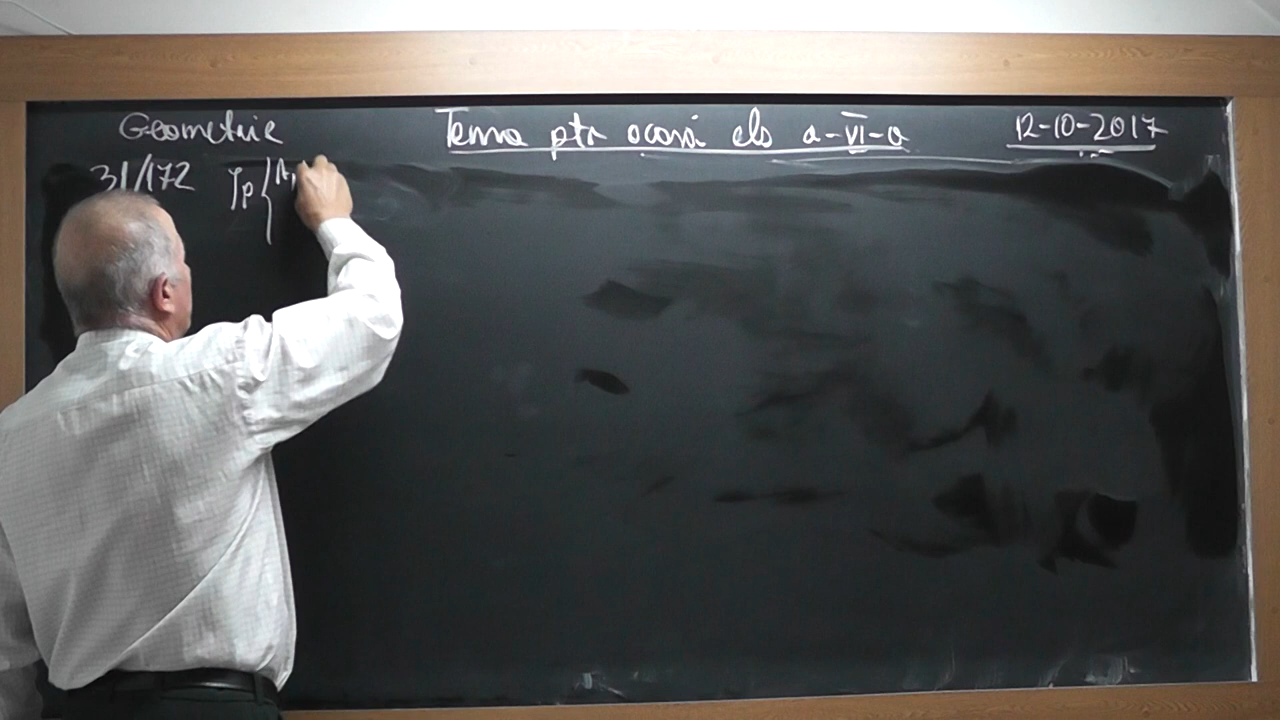 Geometrie Tema ptr acasă cls a-VI-a 12-10-2017
31/172 Ip { A